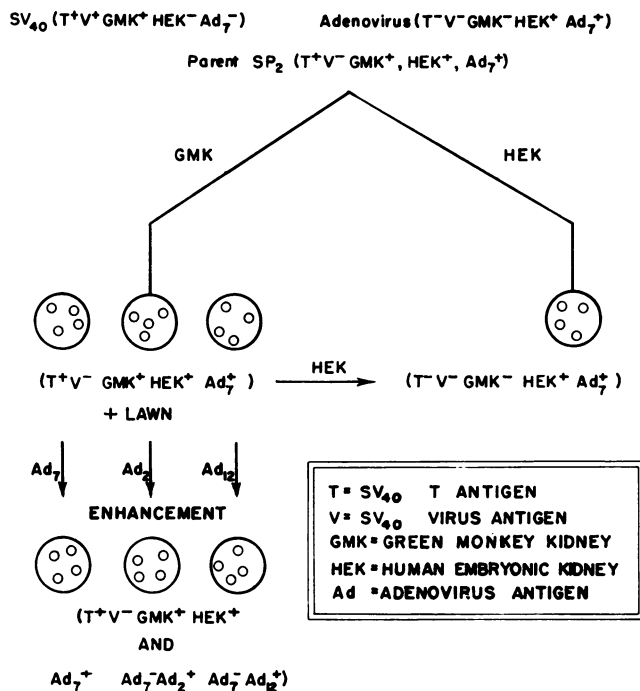 SV40 (T+V+GMK+ HEK- Ad7-) Adenovirus (T-V-GMK-HEK+ Ad7+)
Parent SP2 (T+V- GMK+, HEK+, Ad7+)
GMK HEK
(T+V- GMK+HEK+ Ad7+) HEK (T-V-GMK- HEK+ Ad7+)
+ LAWN
Ad7 Ad2 Ad12
ENHANCEMENT
(T+V-GMK+ HEK+
AND
Ad7+ Ad7-Ad2+ Ad7-Ad12+)
T = SV40 T ANTIGEN
V = SV40 VIRUS ANTIGEN
GMK = GREEN MONKEY KIDNEY
HEK = HUMAN EMBRYONIC KIDNEY
Ad = ADENOVIRUS ANTIGEN